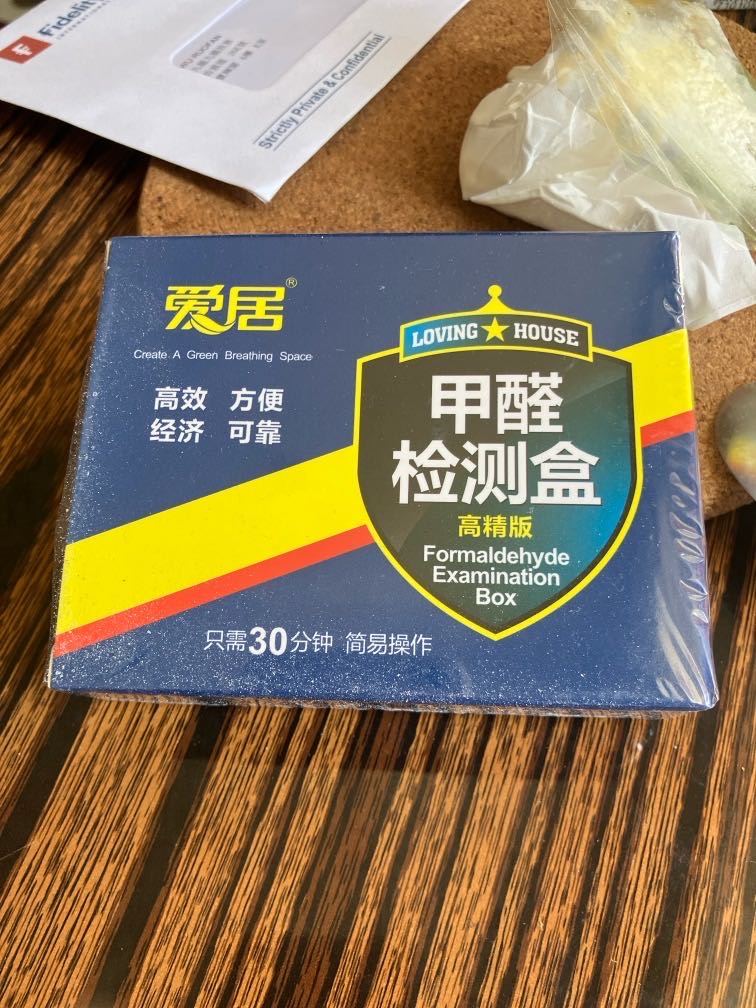 Fidelity
INTERNATIONAL
Strictly Private & Confidential
爱居®
Create A Green Breathing Space
高效 方便
经济 可靠
LOVING★HOUSE
甲醛
检测盒
高精版
Formaldehyde
Examination
Box
只需30分钟 简易操作